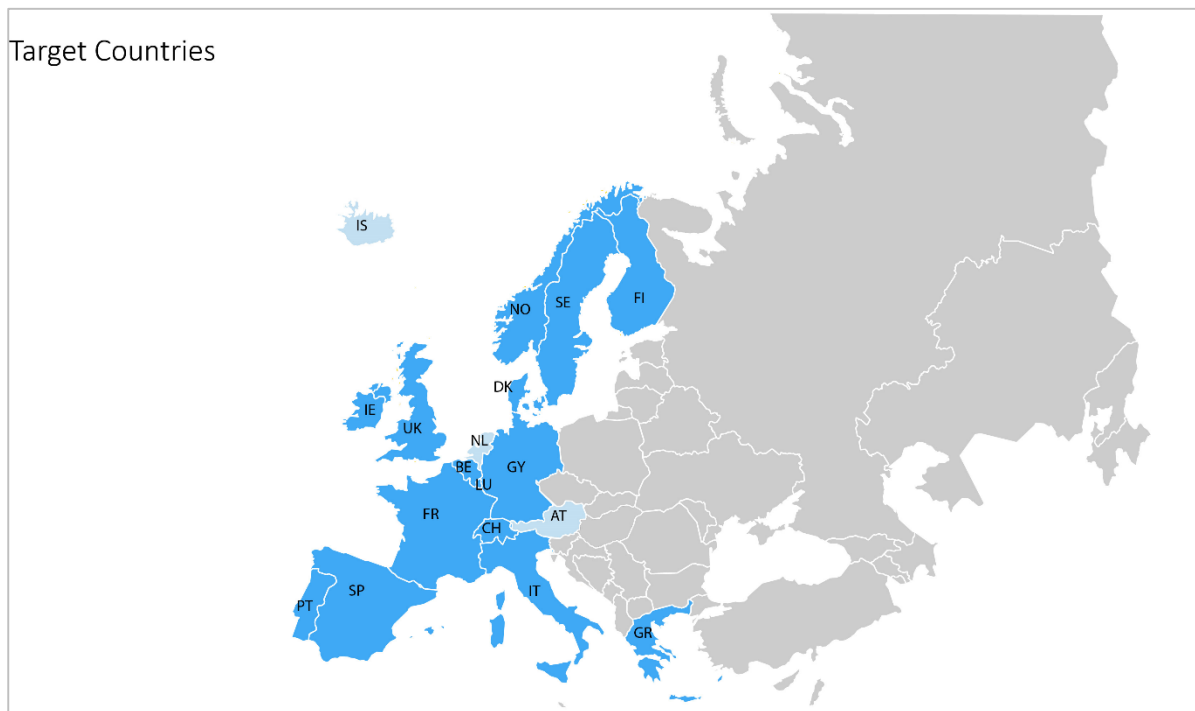 Target Countries
IS
NO
SE
FI
DK
IE
UK
NL
BE
GY
LU
FR
AT
CH
SP
IT
PT
GR